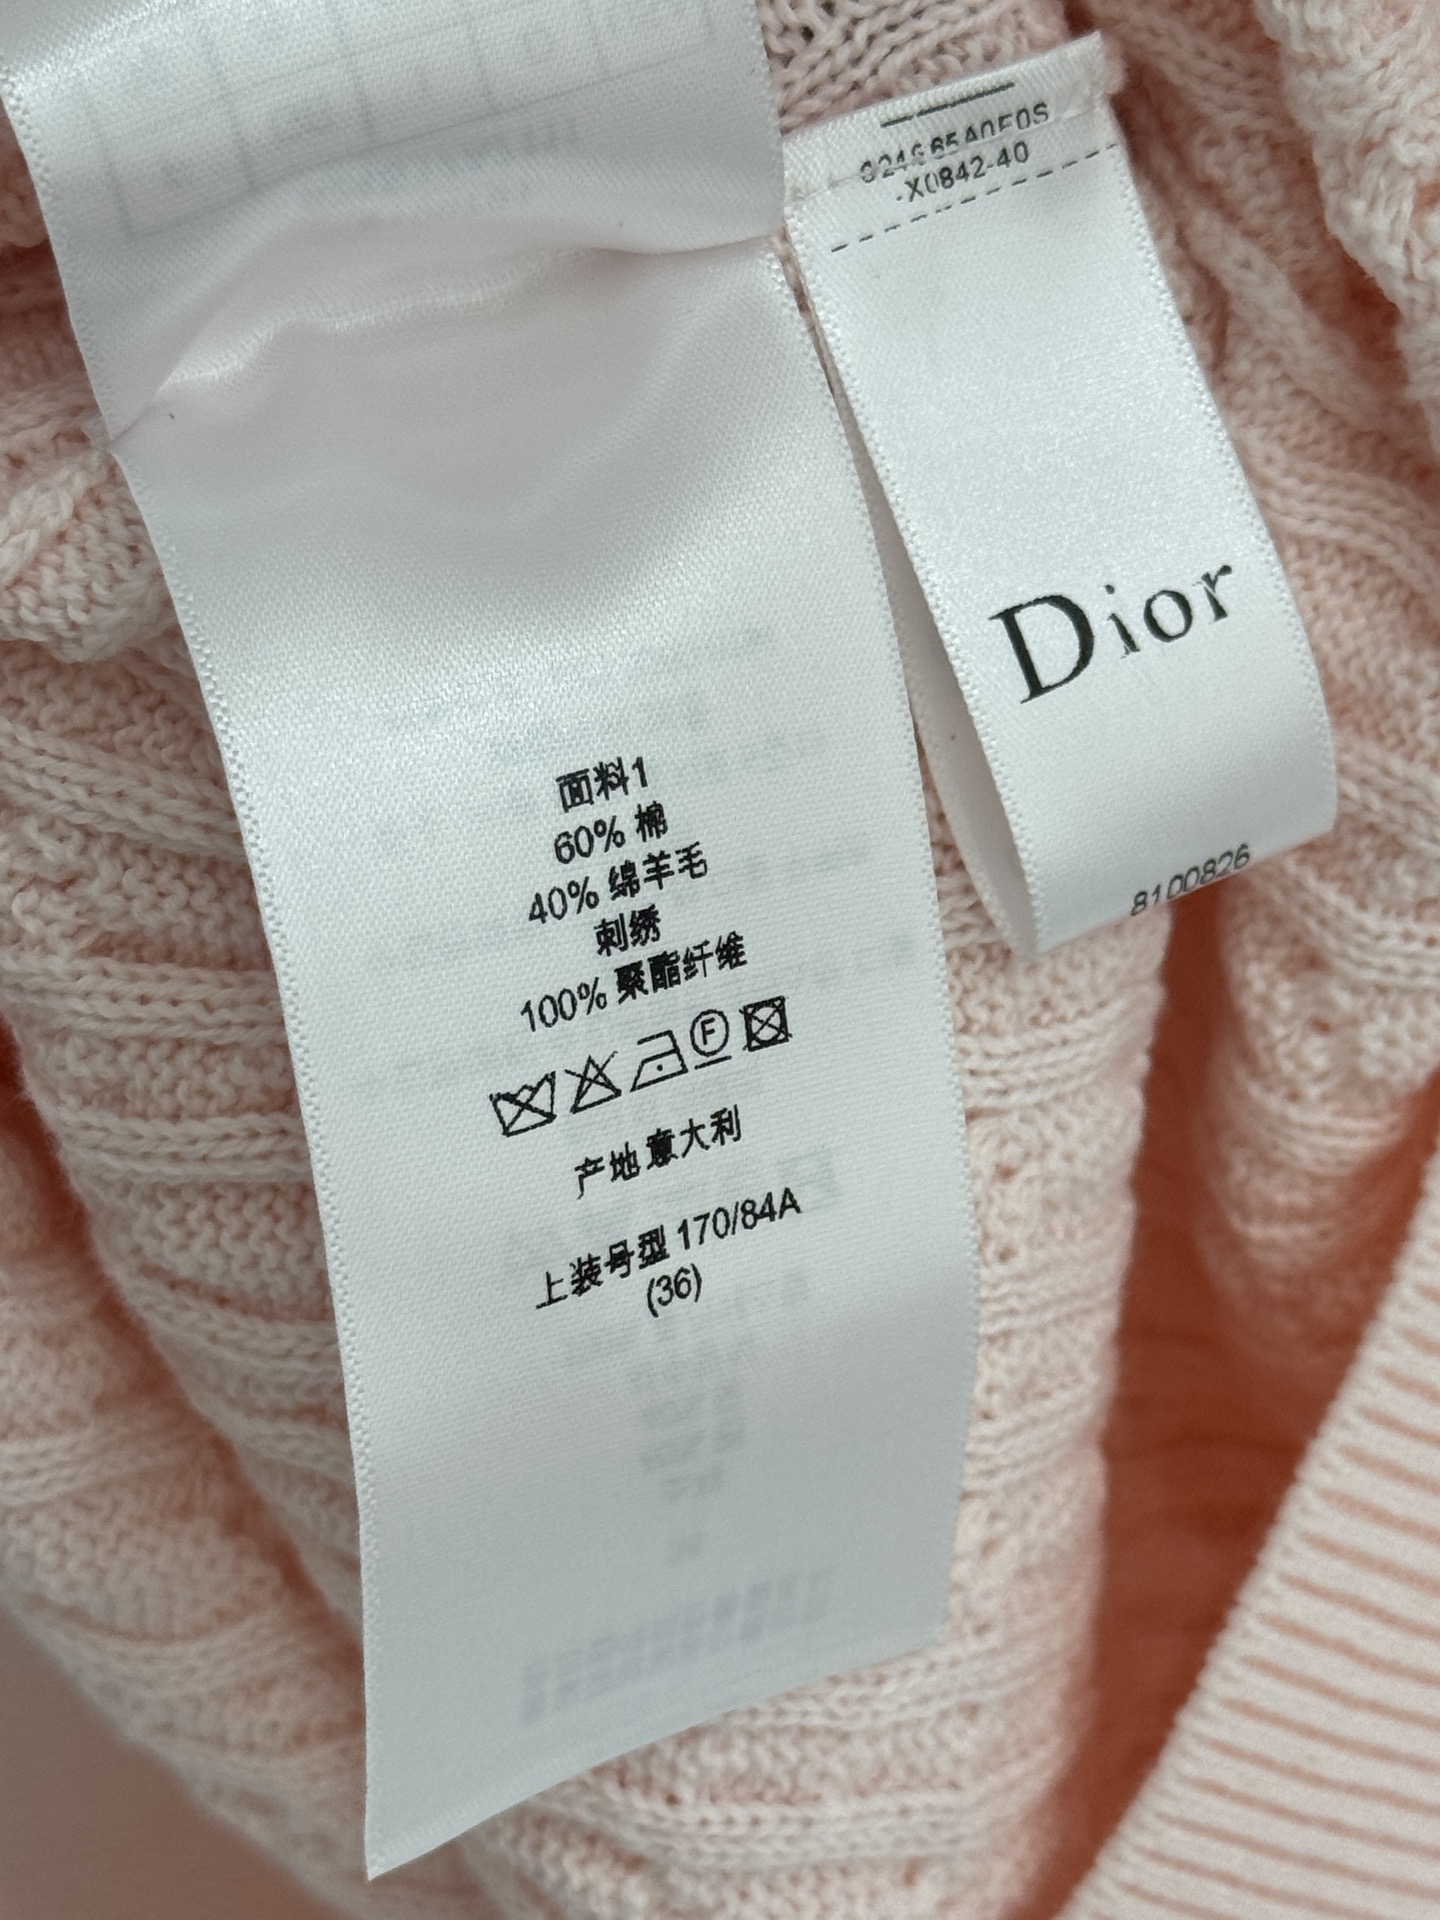 -X0842-40
Dior
8100826
面料1
60% 棉
40% 绵羊毛
刺绣
100% 聚酯纤维
F
产地意大利
上装号型 170/84A
(36)